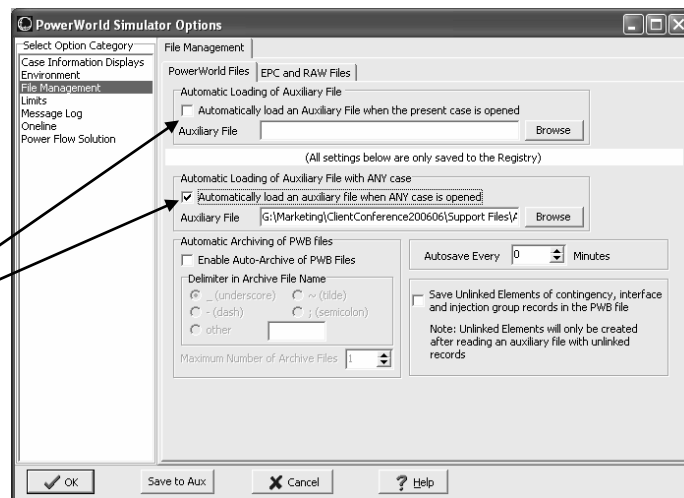 PowerWorld Simulator Options
Select Option Category
Case Information Displays
Environment
File Management
Limits
Message Log
Oneline
Power Flow Solution
File Management
PowerWorld Files
EPC and RAW Files
Automatic Loading of Auxiliary File
Automatically load an Auxiliary File when the present case is opened
Auxiliary File
Browse
(All settings below are only saved to the Registry)
Automatic Loading of Auxiliary File with ANY case
Automatically load an auxiliary file when ANY case is opened
Auxiliary File G:\Marketing\ClientConference200606\Support Files\A
Browse
Automatic Archiving of PWB files
Enable Auto-Archive of PWB Files
Delimiter in Archive File Name
_ (underscore) ~ (tilde)
- (dash) ; (semicolon)
other
Maximum Number of Archive Files 1
Autosave Every 0 Minutes
Save Unlinked Elements of contingency, interface
and injection group records in the PWB file
Note: Unlinked Elements will only be created
after reading an auxiliary file with unlinked
records
OK
Save to Aux
Cancel
? Help